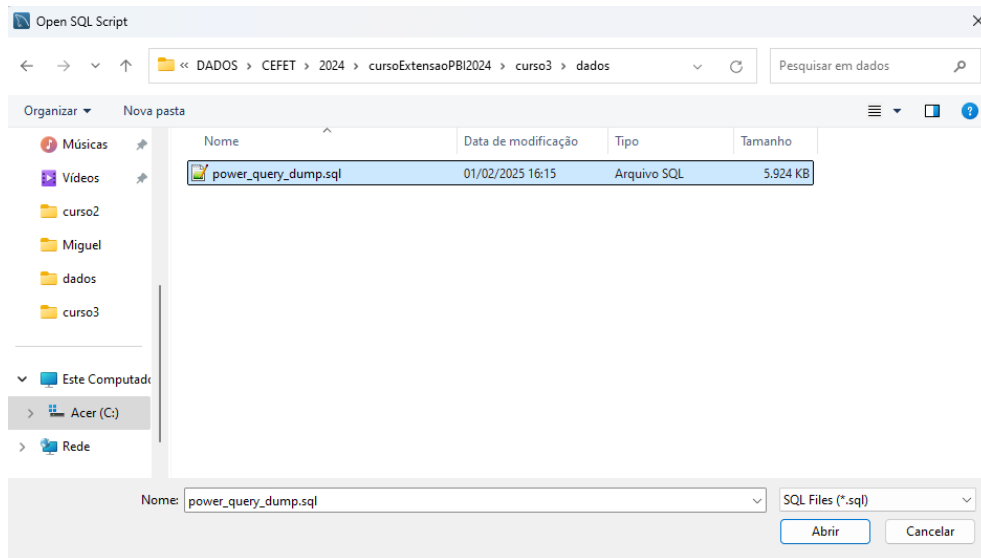 Open SQL Script
« DADOS > CEFET > 2024 > cursoExtensaoPBI2024 > curso3 > dados
Pesquisar em dados
Organizar Nova pasta
Nome Data de modificação Tipo Tamanho
power_query_dump.sql 01/02/2025 16:15 Arquivo SQL 5.924 KB
Músicas
Vídeos
curso2
Miguel
dados
curso3
Este Computado
Acer (C:)
Rede
Nome: power_query_dump.sql SQL Files (*.sql)
Abrir Cancelar